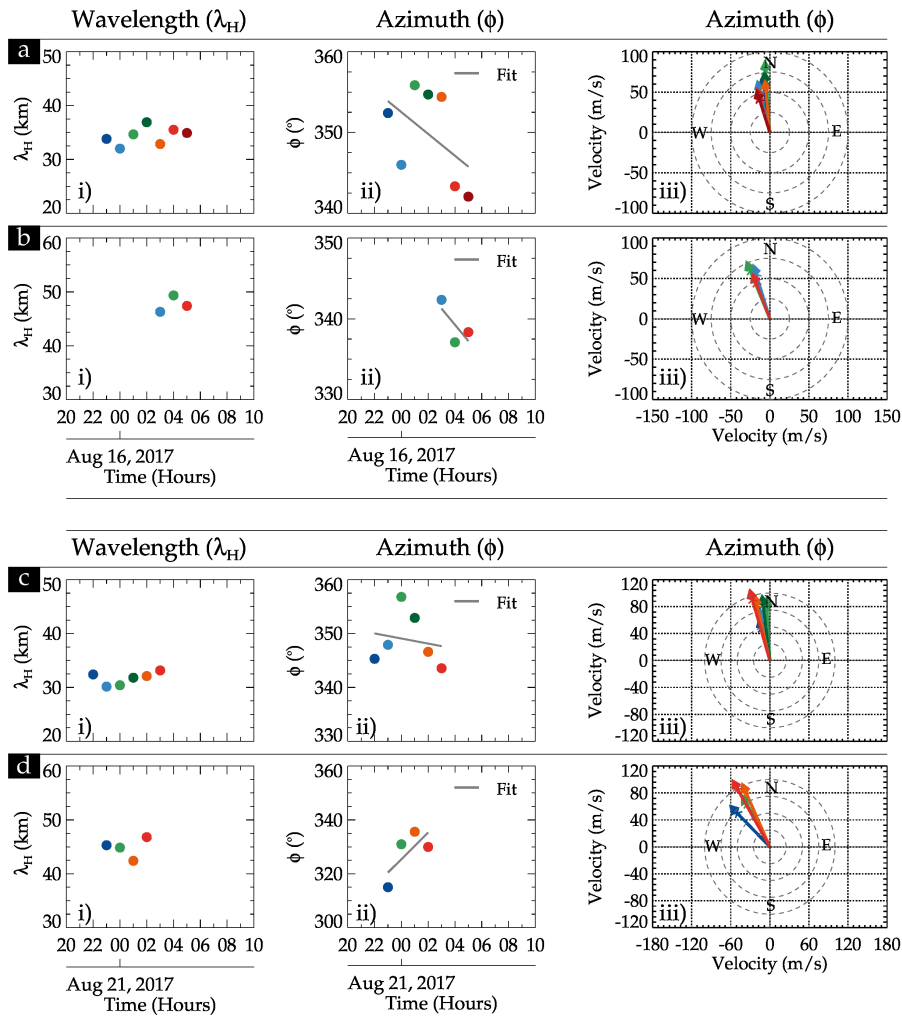 Wavelength (λH) Azimuth (ϕ) Azimuth (ϕ)
a
50 40 30 20 λH (km) i)
360 350 340 ϕ (°) Fit ii)
100 50 0 -50 -100 Velocity (m/s) N W E S iii)
b
60 50 40 30 λH (km) i)
350 340 330 ϕ (°) Fit ii)
100 50 0 -50 -100 Velocity (m/s) N W E S iii)
20 22 00 02 04 06 08 10 20 22 00 02 04 06 08 10 -150 -100 -50 0 50 100 150
Aug 16, 2017 Aug 16, 2017 Velocity (m/s)
Time (Hours) Time (Hours)
Wavelength (λH) Azimuth (ϕ) Azimuth (ϕ)
c
50 40 30 20 λH (km) i)
360 350 340 330 ϕ (°) Fit ii)
120 80 40 0 -40 -80 -120 Velocity (m/s) N W E S iii)
d
60 50 40 30 λH (km) i)
360 340 320 300 ϕ (°) Fit ii)
120 80 40 0 -40 -80 -120 Velocity (m/s) N W E S iii)
20 22 00 02 04 06 08 10 20 22 00 02 04 06 08 10 -180 -120 -60 0 60 120 180
Aug 21, 2017 Aug 21, 2017 Velocity (m/s)
Time (Hours) Time (Hours)